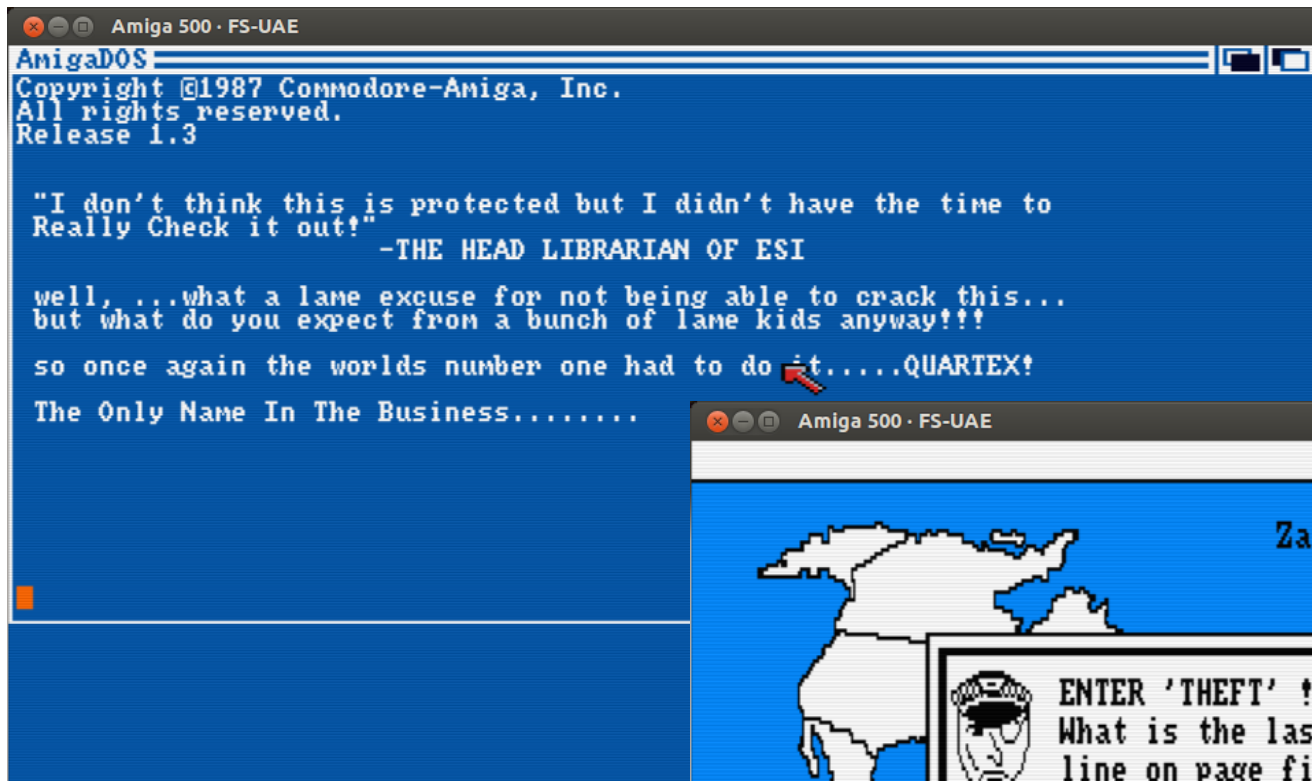 Amiga 500 · FS-UAE
AmigaDOS
Copyright ©1987 Commodore-Amiga, Inc.
All rights reserved.
Release 1.3
"I don't think this is protected but I didn't have the time to
Really Check it out!"
-THE HEAD LIBRARIAN OF ESI
well, ...what a lame excuse for not being able to crack this...
but what do you expect from a bunch of lame kids anyway!!!
so once again the worlds number one had to do it.....QUARTEX!
The Only Name In The Business........
Amiga 500 · FS-UAE
Za
ENTER 'THEFT' !
What is the las
line on page fi